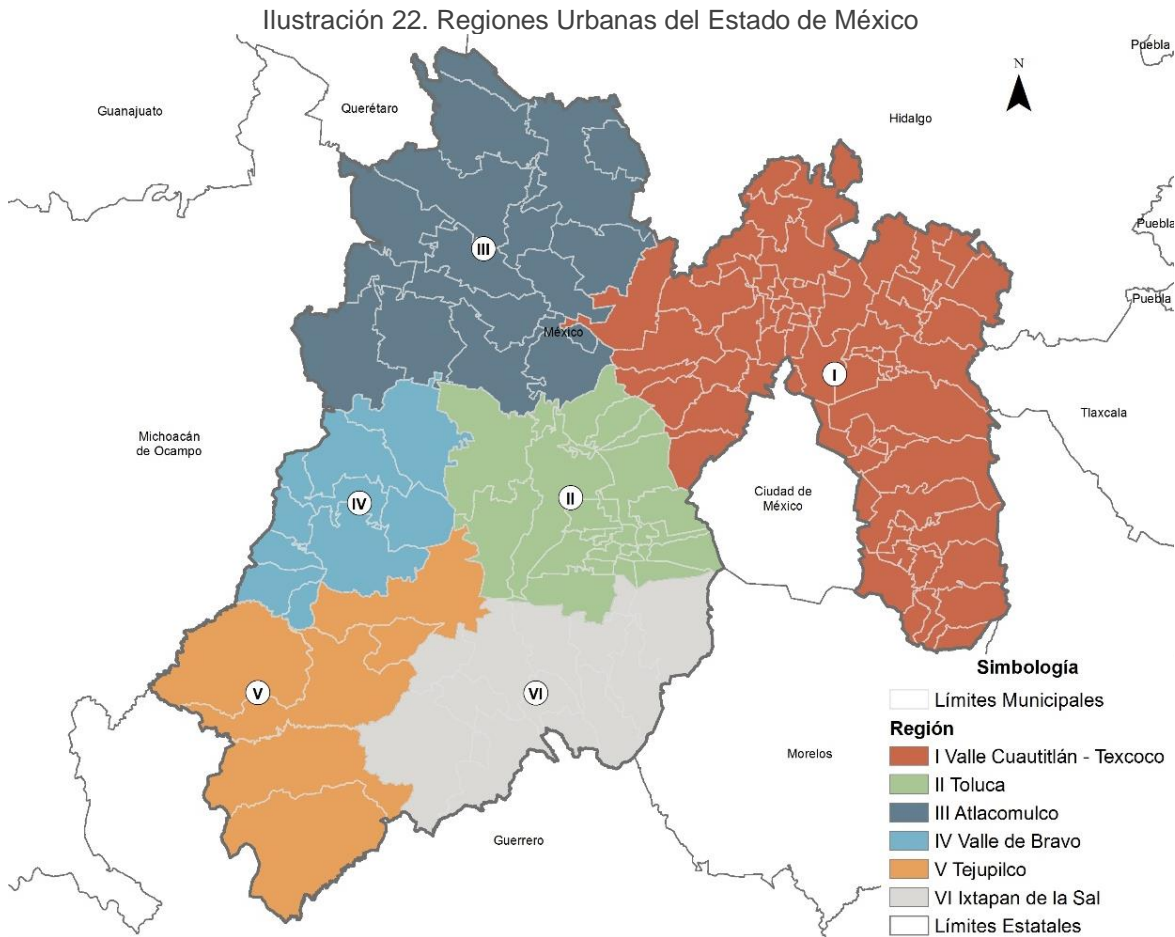 Ilustración 22. Regiones Urbanas del Estado de México
Puebla
N
Guanajuato
Querétaro
Hidalgo
Puebla
III
Puebla
México
I
Tlaxcala
Michoacán
de Ocampo
Ciudad de
México
IV
II
V
VI
Morelos
Guerrero
Simbología
Límites Municipales
Región
I Valle Cuautitlán - Texcoco
II Toluca
III Atlacomulco
IV Valle de Bravo
V Tejupilco
VI Ixtapan de la Sal
Límites Estatales